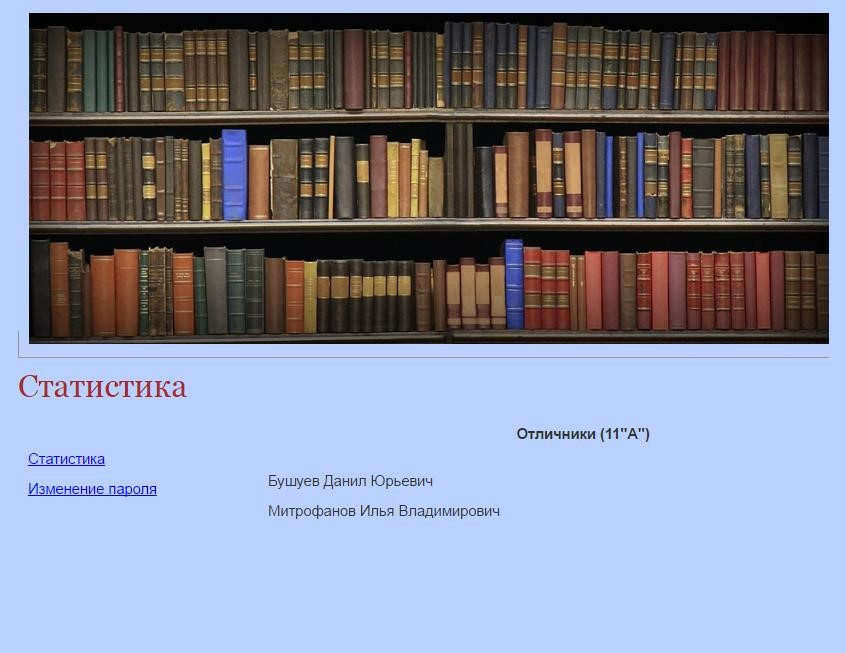 Статистика
Отличники (11"А")
Статистика
Бушуев Данил Юрьевич
Изменение пароля
Митрофанов Илья Владимирович